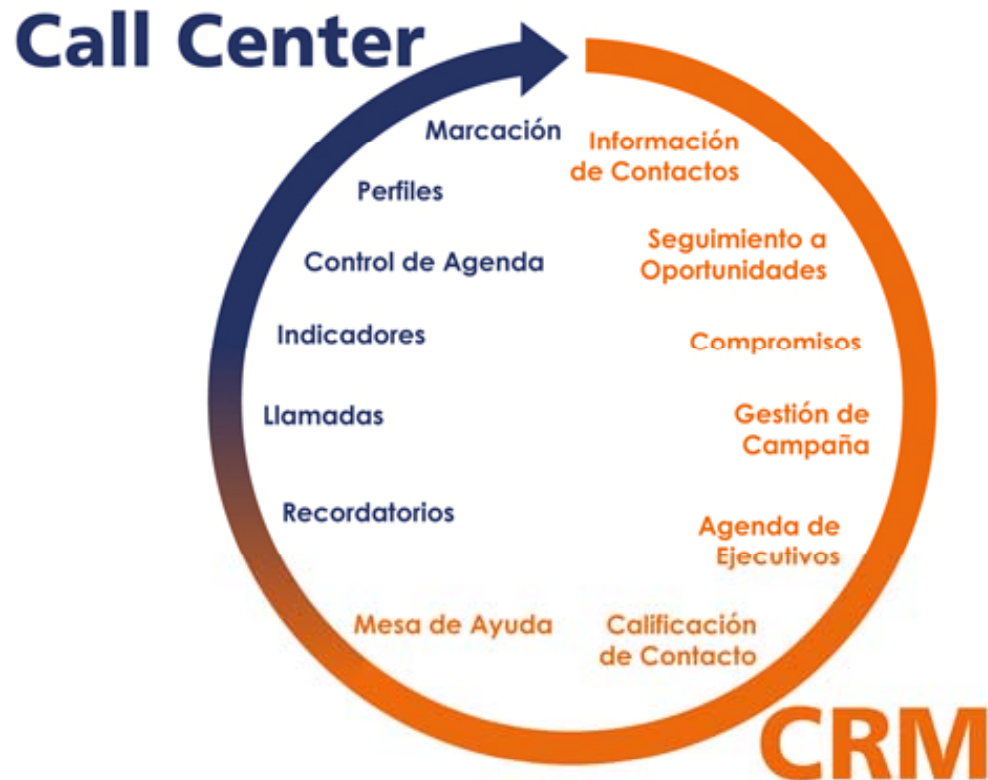 Call Center
Marcación
Perfiles
Control de Agenda
Indicadores
Llamadas
Recordatorios
Mesa de Ayuda
Información
de Contactos
Seguimiento a
Oportunidades
Compromisos
Gestión de
Campaña
Agenda de
Ejecutivos
Calificación
de Contacto
CRM